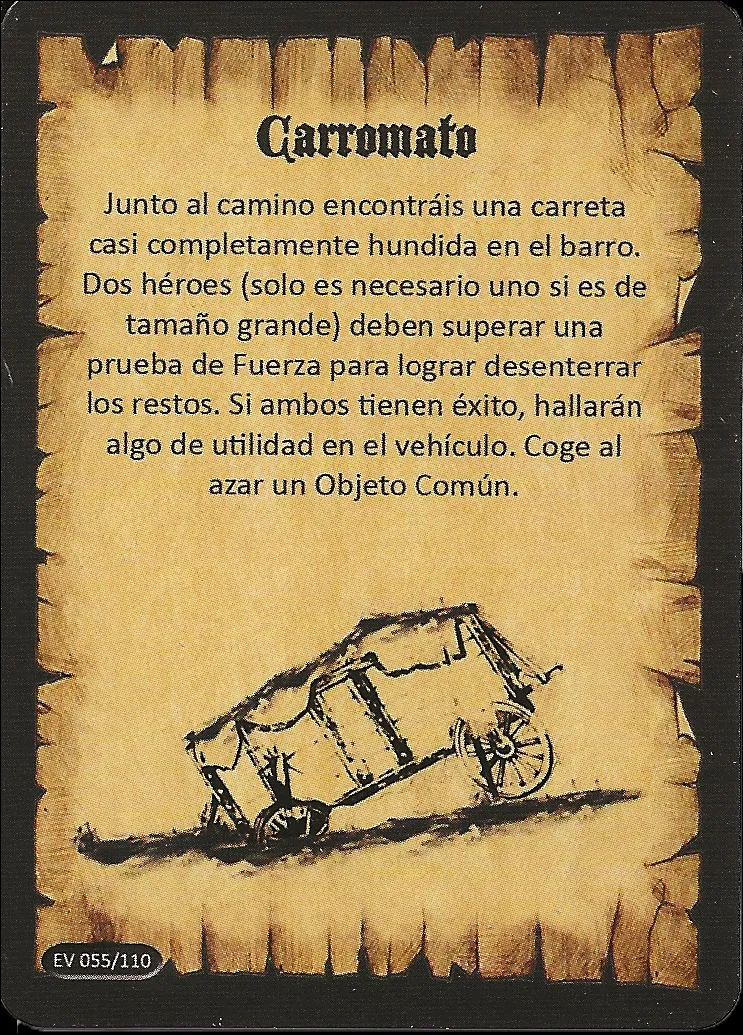 Carromato
Junto al camino encontráis una carreta
casi completamente hundida en el barro.
Dos héroes (solo es necesario uno si es de
tamaño grande) deben superar una
prueba de Fuerza para lograr desenterrar
los restos. Si ambos tienen éxito, hallarán
algo de utilidad en el vehículo. Coge al
azar un Objeto Común.
EV 055/110